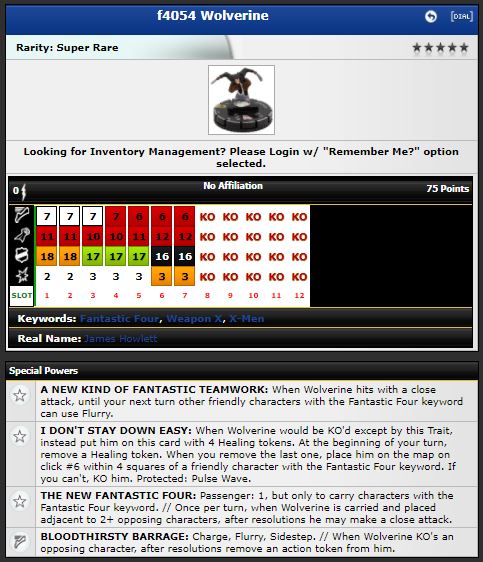 f4054 Wolverine
[DIAL]
Rarity: Super Rare
Looking for Inventory Management? Please Login w/ "Remember Me?" option
selected.
0 No Affiliation 75 Points
7 7 7 7 6 6 6 KO KO KO KO KO
11 11 10 10 11 12 12 KO KO KO KO KO
18 18 17 17 17 16 16 KO KO KO KO KO
2 2 3 3 3 3 3 KO KO KO KO KO
SLOT 1 2 3 4 5 6 7 8 9 10 11 12
Keywords: Fantastic Four, Weapon X, X-Men
Real Name: James Howlett
Special Powers
A NEW KIND OF FANTASTIC TEAMWORK: When Wolverine hits with a close
attack, until your next turn other friendly characters with the Fantastic Four keyword
can use Flurry.
I DON'T STAY DOWN EASY: When Wolverine would be KO'd except by this Trait,
instead put him on this card with 4 Healing tokens. At the beginning of your turn,
remove a Healing token. When you remove the last one, place him on the map on
click #6 within 4 squares of a friendly character with the Fantastic Four keyword. If
you can't, KO him. Protected: Pulse Wave.
THE NEW FANTASTIC FOUR: Passenger: 1, but only to carry characters with the
Fantastic Four keyword. // Once per turn, when Wolverine is carried and placed
adjacent to 2+ opposing characters, after resolutions he may make a close attack.
BLOODTHIRSTY BARRAGE: Charge, Flurry, Sidestep. // When Wolverine KO's an
opposing character, after resolutions remove an action token from him.